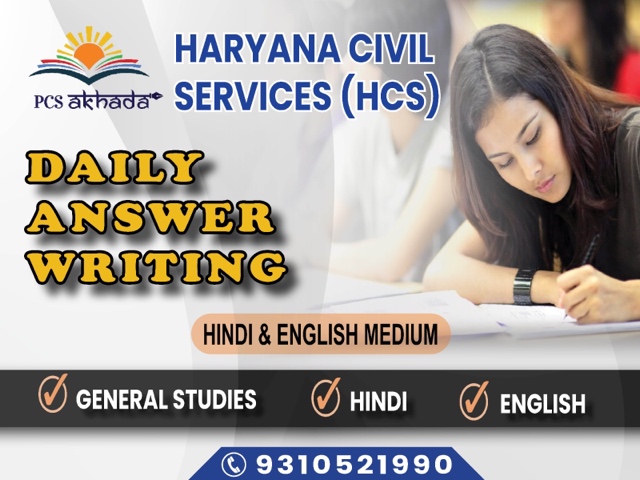 PCS akhada
HARYANA CIVIL
SERVICES (HCS)
DAILY
ANSWER
WRITING
HINDI & ENGLISH MEDIUM
GENERAL STUDIES
HINDI
ENGLISH
9310521990